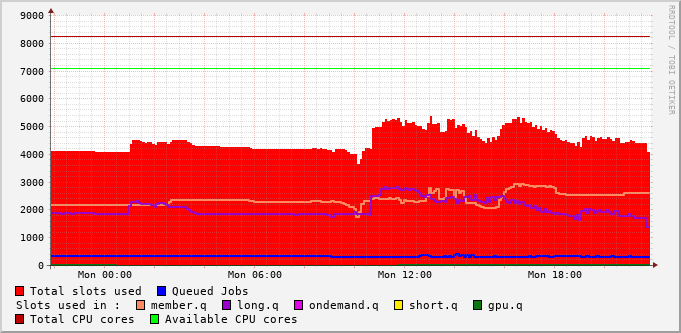 9000
8000
7000
6000
5000
4000
3000
2000
1000
0
Mon 00:00 Mon 06:00 Mon 12:00 Mon 18:00
RRDTOOL / TOBI OETIKER
Total slots used Queued Jobs
Slots used in : member.q long.q ondemand.q short.q gpu.q
Total CPU cores Available CPU cores